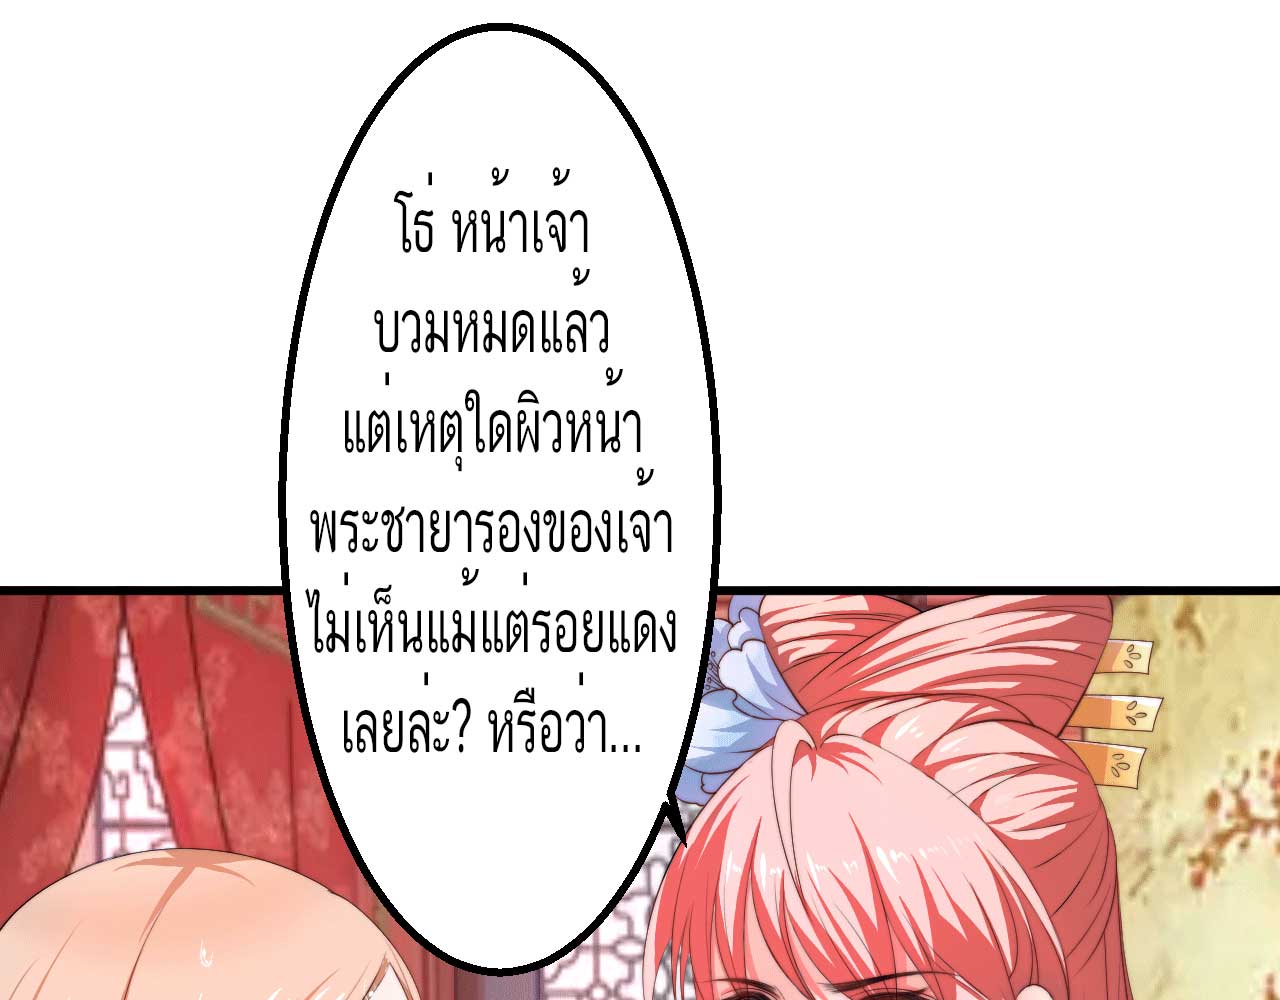 โธ่ หน้าเจ้า
บวมหมดแล้ว
แต่เหตุใดผิวหน้า
พระชายารองของเจ้า
ไม่เห็นแม้แต่รอยแดง
เลยล่ะ? หรือว่า...